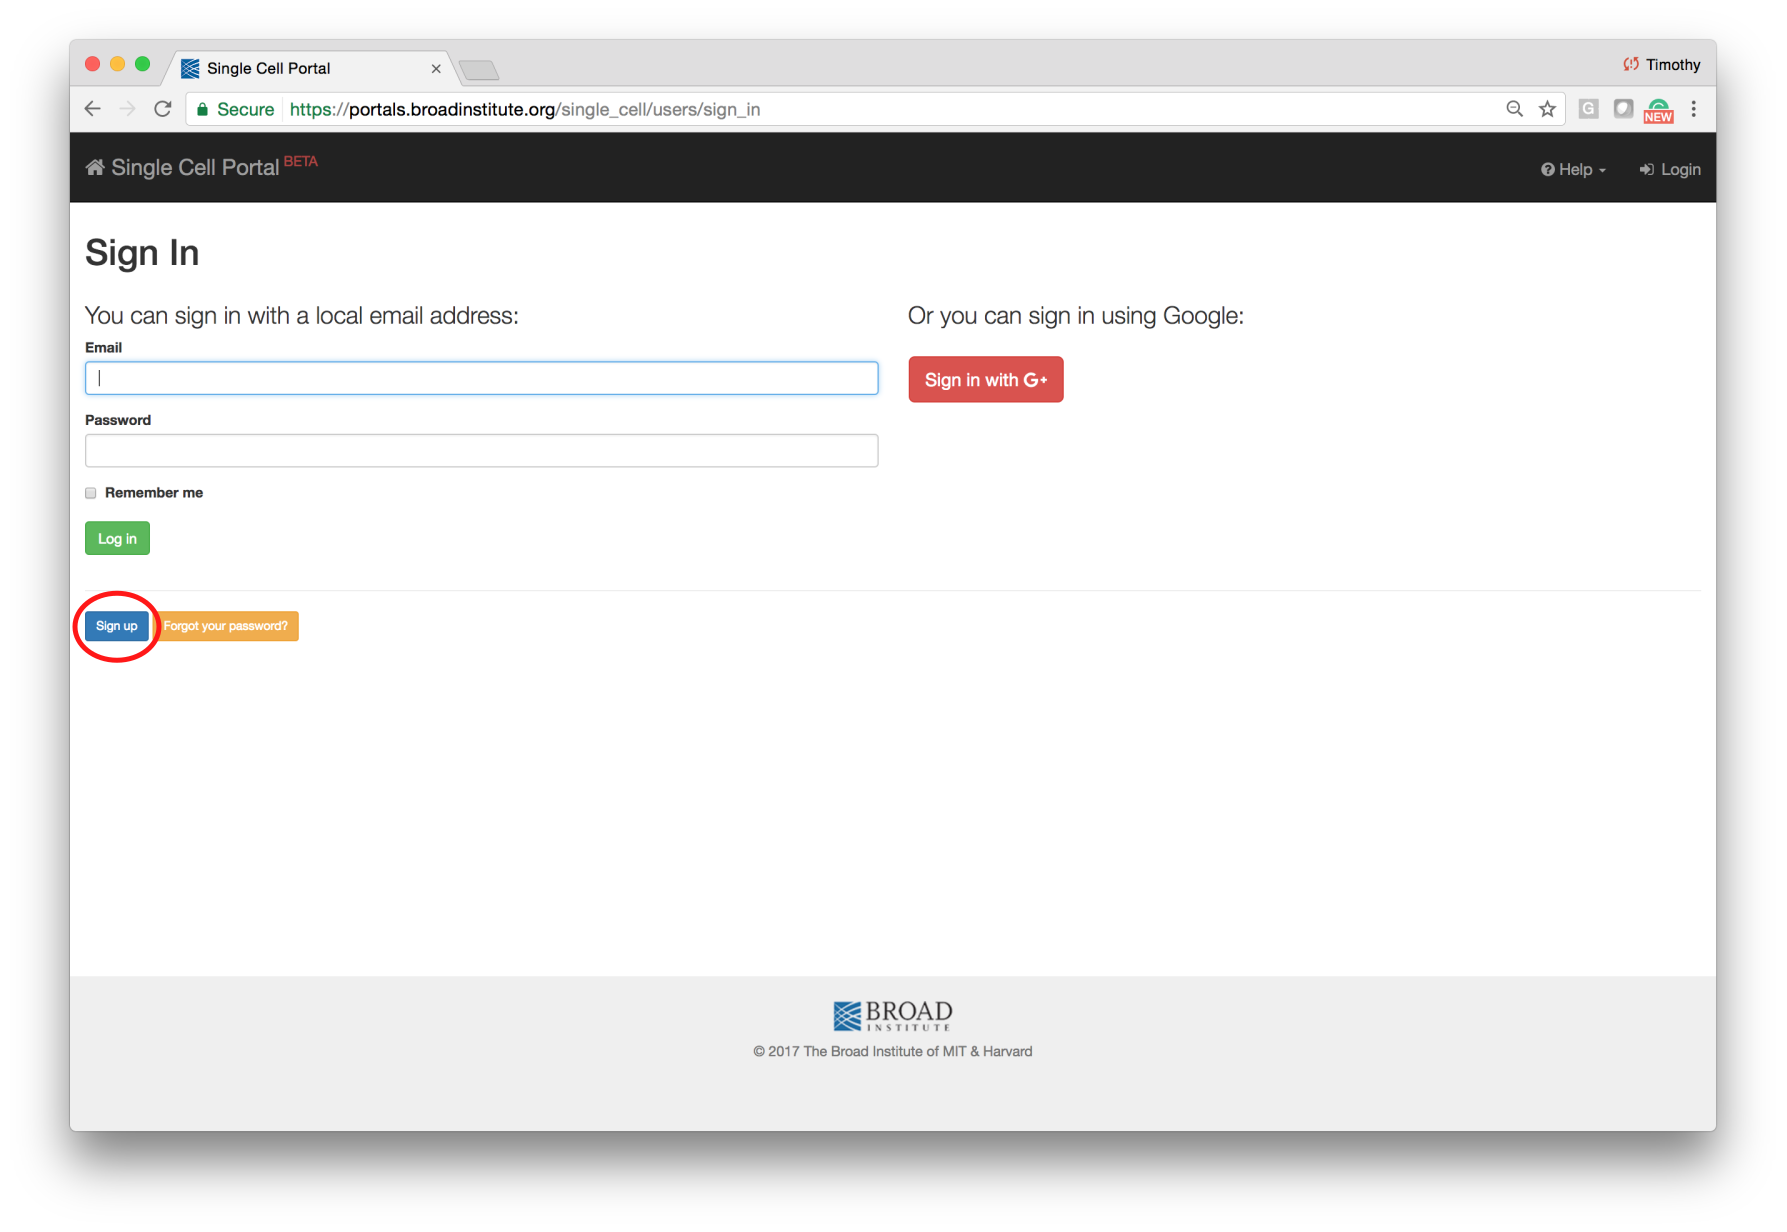 Single Cell Portal
Timothy
Secure https://portals.broadinstitute.org/single_cell/users/sign_in
G
NEW
Single Cell Portal BETA
Help
Login
Sign In
You can sign in with a local email address:
Or you can sign in using Google:
Email
Sign in with G+
Password
Remember me
Log in
Sign up
Forgot your password?
BROAD
INSTITUTE
© 2017 The Broad Institute of MIT & Harvard